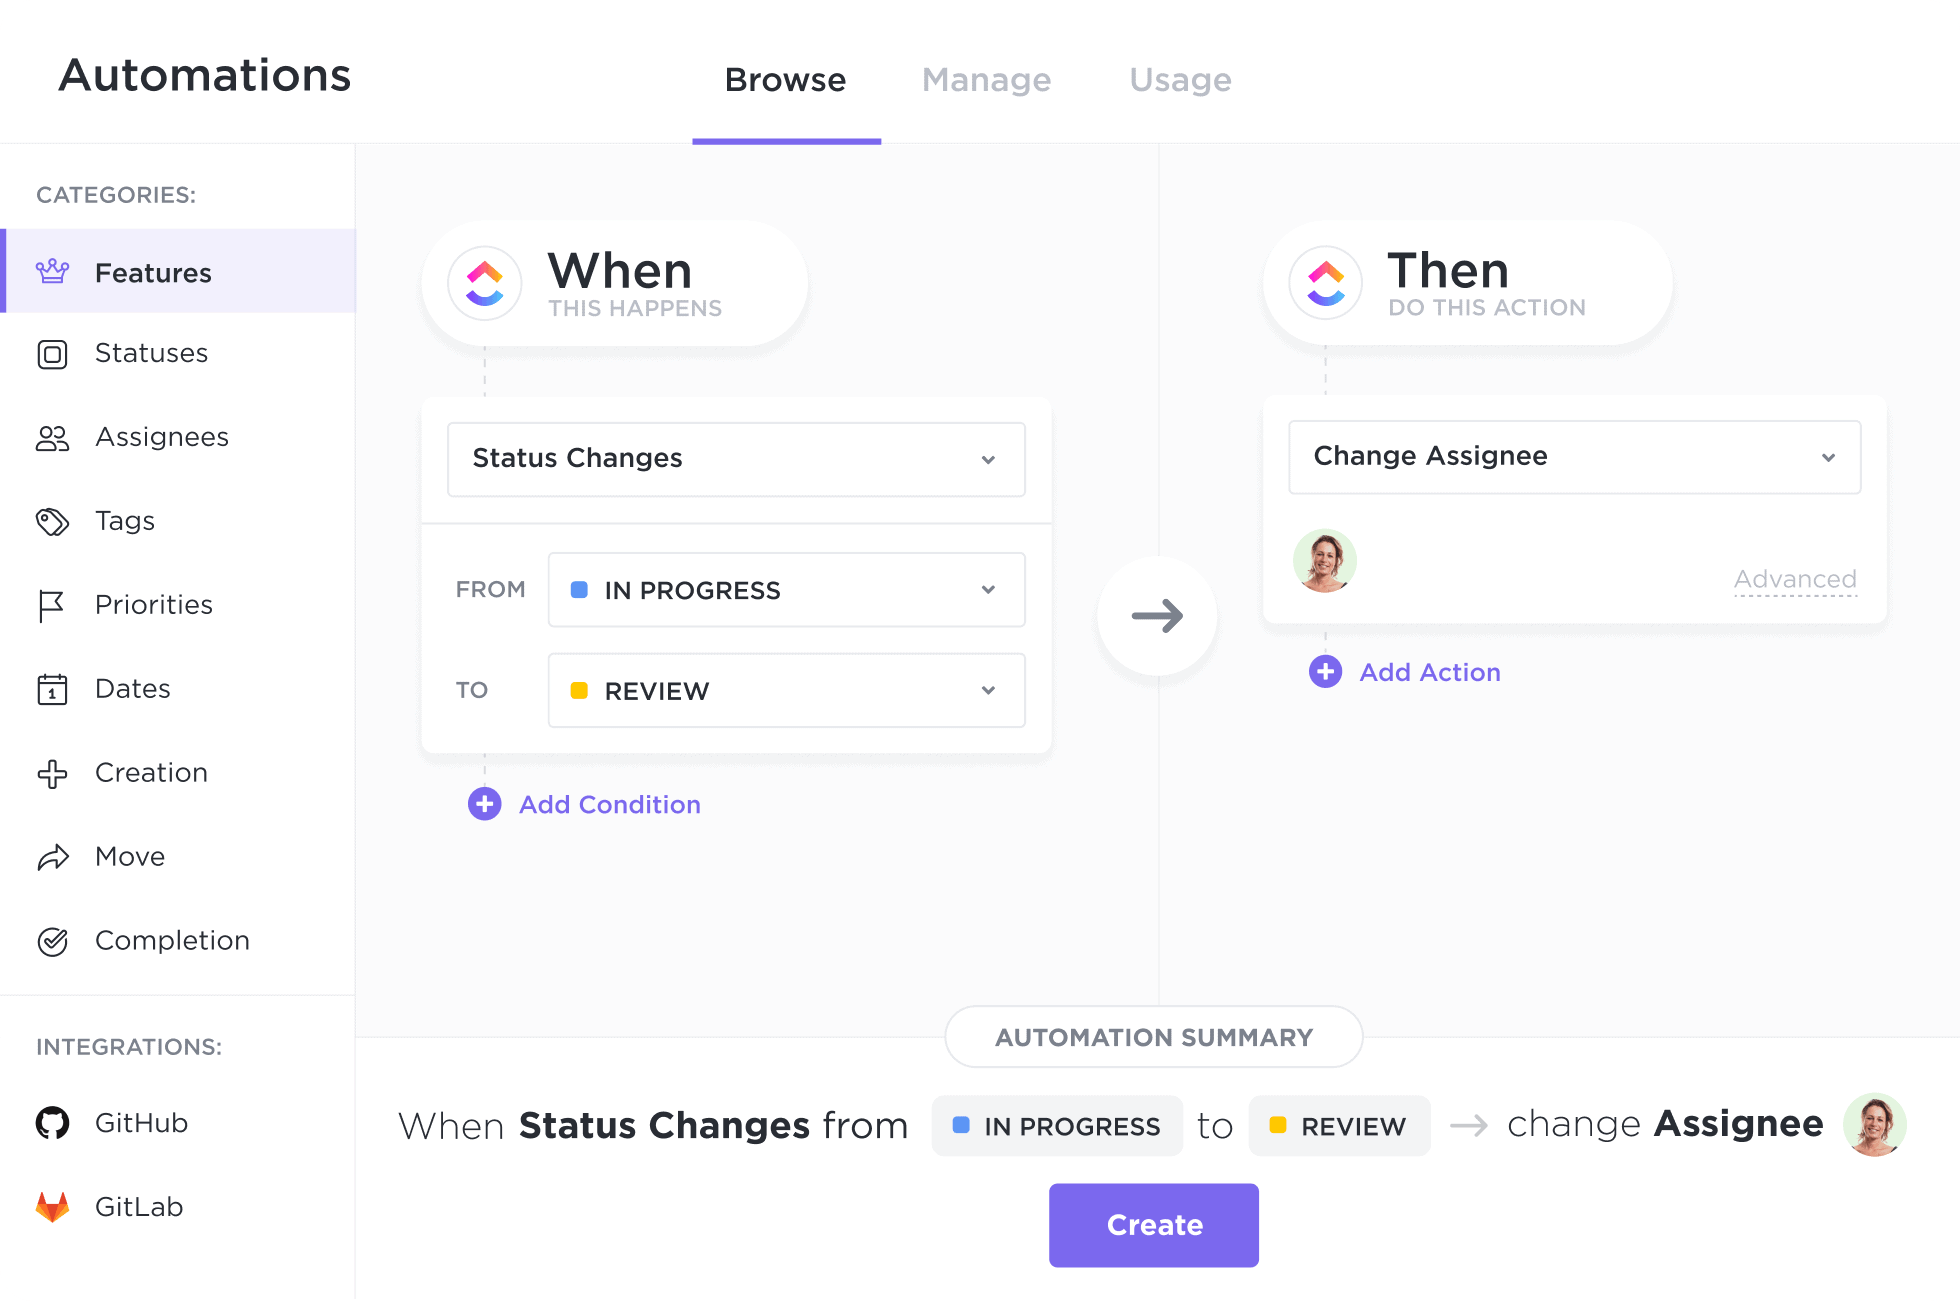 Automations
Browse
Manage
Usage
CATEGORIES:
Features
Statuses
Assignees
Tags
Priorities
1
Dates
Creation
Move
Completion
INTEGRATIONS:
GitHub
GitLab
When
THIS HAPPENS
Status Changes
FROM
IN PROGRESS
TO
REVIEW
Add Condition
Then
DO THIS ACTION
Change Assignee
Advanced
Add Action
AUTOMATION SUMMARY
When Status Changes from IN PROGRESS to REVIEW change Assignee
Create